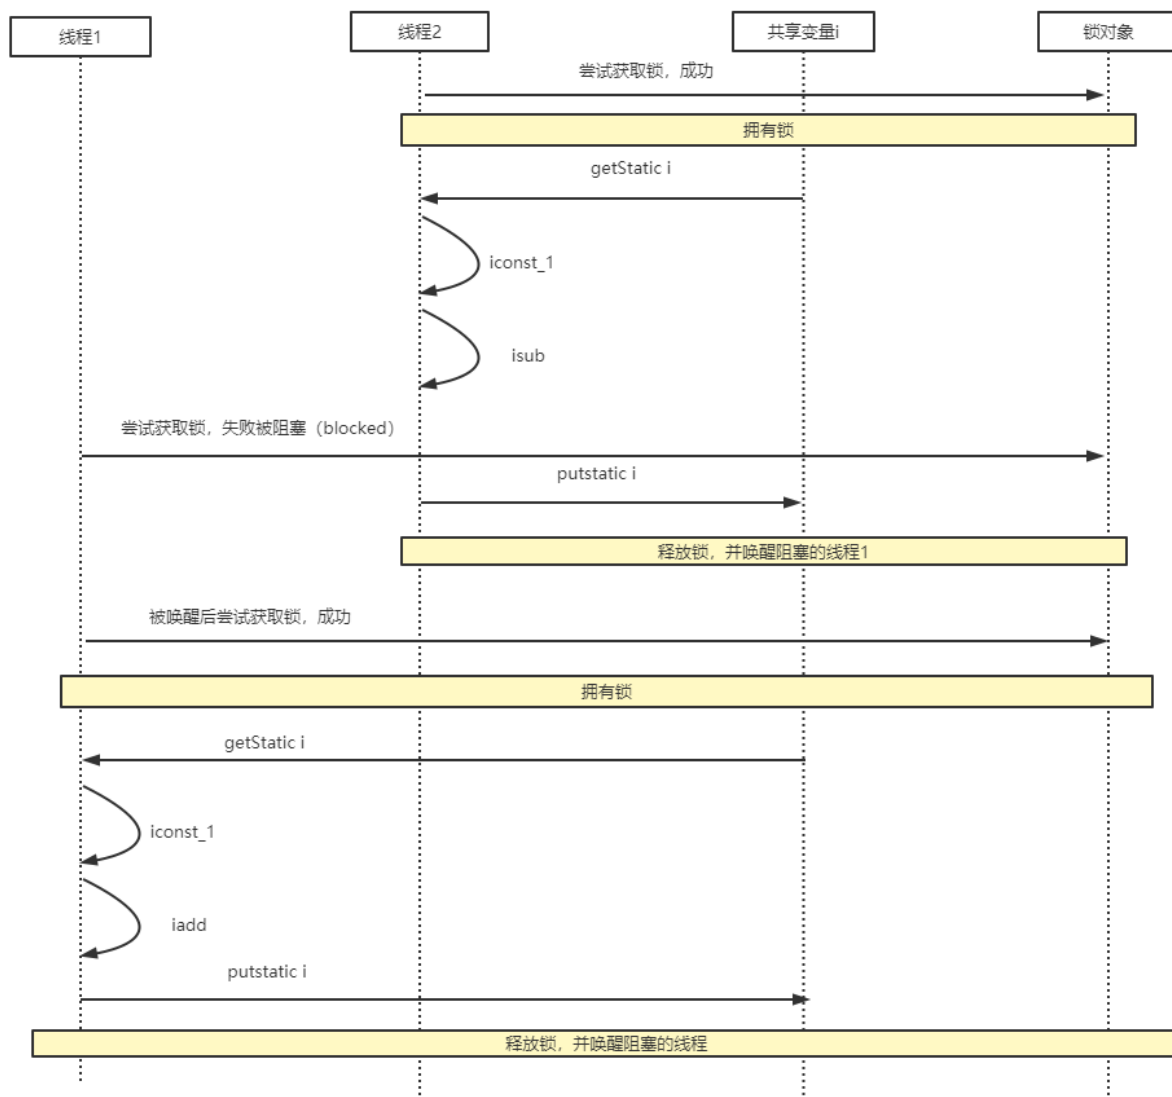 线程1
线程2
共享变量i
锁对象
尝试获取锁，成功
拥有锁
getStatic i
iconst_1
isub
尝试获取锁，失败被阻塞（blocked）
putstatic i
释放锁，并唤醒阻塞的线程1
被唤醒后尝试获取锁，成功
拥有锁
getStatic i
iconst_1
iadd
putstatic i
释放锁，并唤醒阻塞的线程